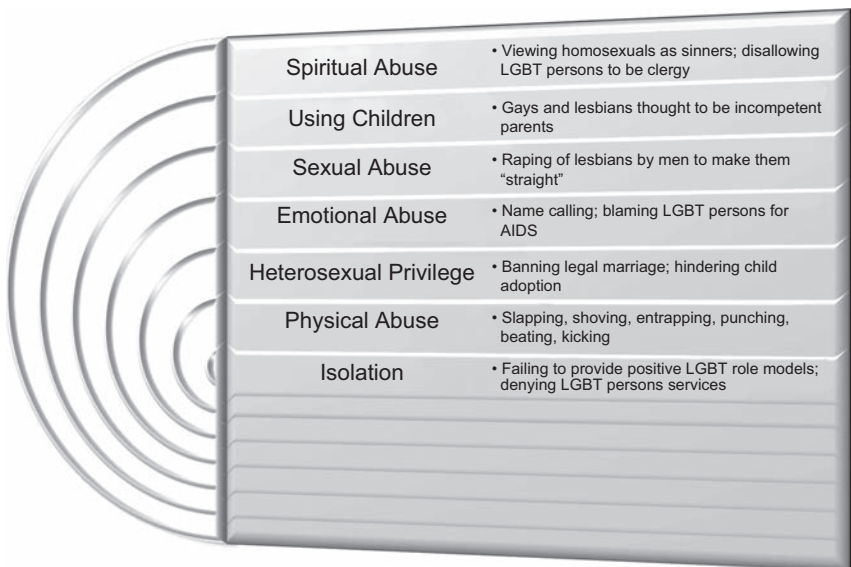 Spiritual Abuse
• Viewing homosexuals as sinners; disallowing
LGBT persons to be clergy
Using Children
• Gays and lesbians thought to be incompetent
parents
Sexual Abuse
• Raping of lesbians by men to make them
“straight”
Emotional Abuse
• Name calling; blaming LGBT persons for
AIDS
Heterosexual Privilege
• Banning legal marriage; hindering child
adoption
Physical Abuse
• Slapping, shoving, entrapping, punching,
beating, kicking
Isolation
• Failing to provide positive LGBT role models;
denying LGBT persons services